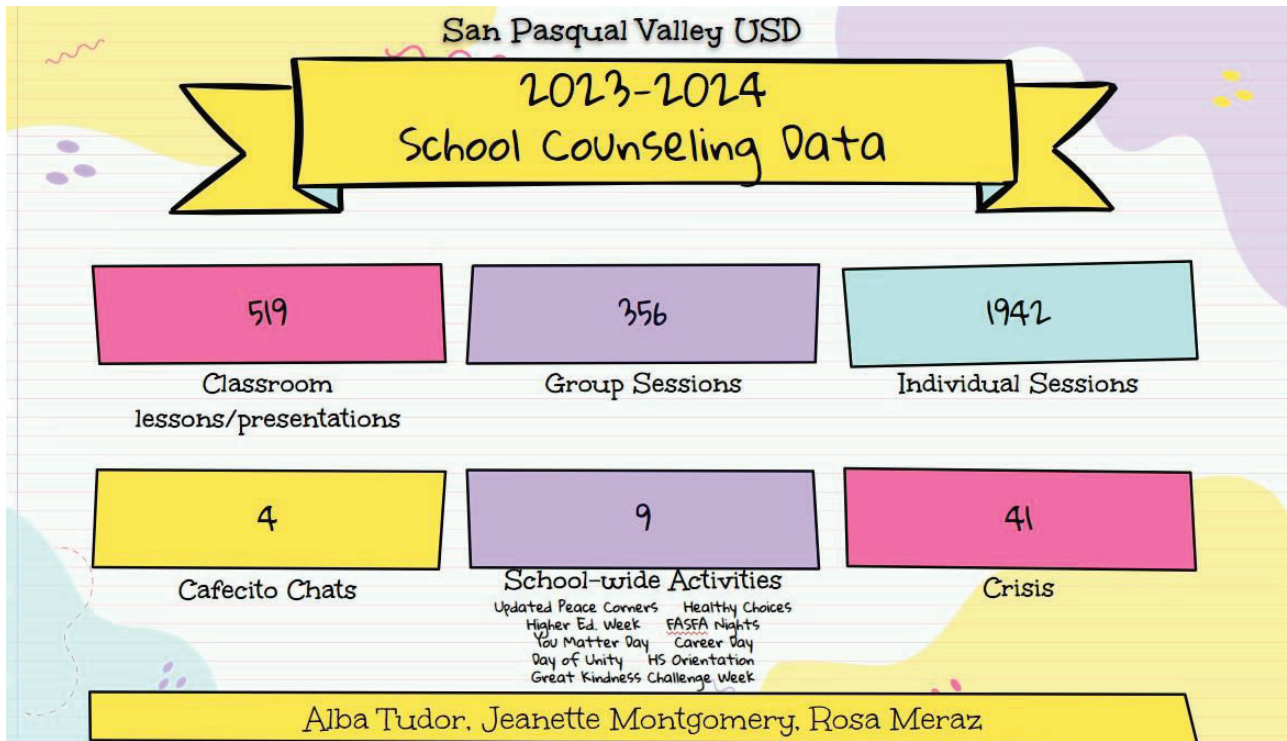 San Pasqual Valley USD
2023-2024
School Counseling Data
519
356
1942
Classroom
lessons/presentations
Group Sessions
Individual Sessions
4
9
41
Cafecito Chats
School-wide Activities
Crisis
Updated Peace Corners Healthy Choices
Higher Ed. Week FASFA Nights
You Matter Day Career Day
Day of Unity HS Orientation
Great Kindness Challenge Week
Alba Tudor, Jeanette Montgomery, Rosa Meraz